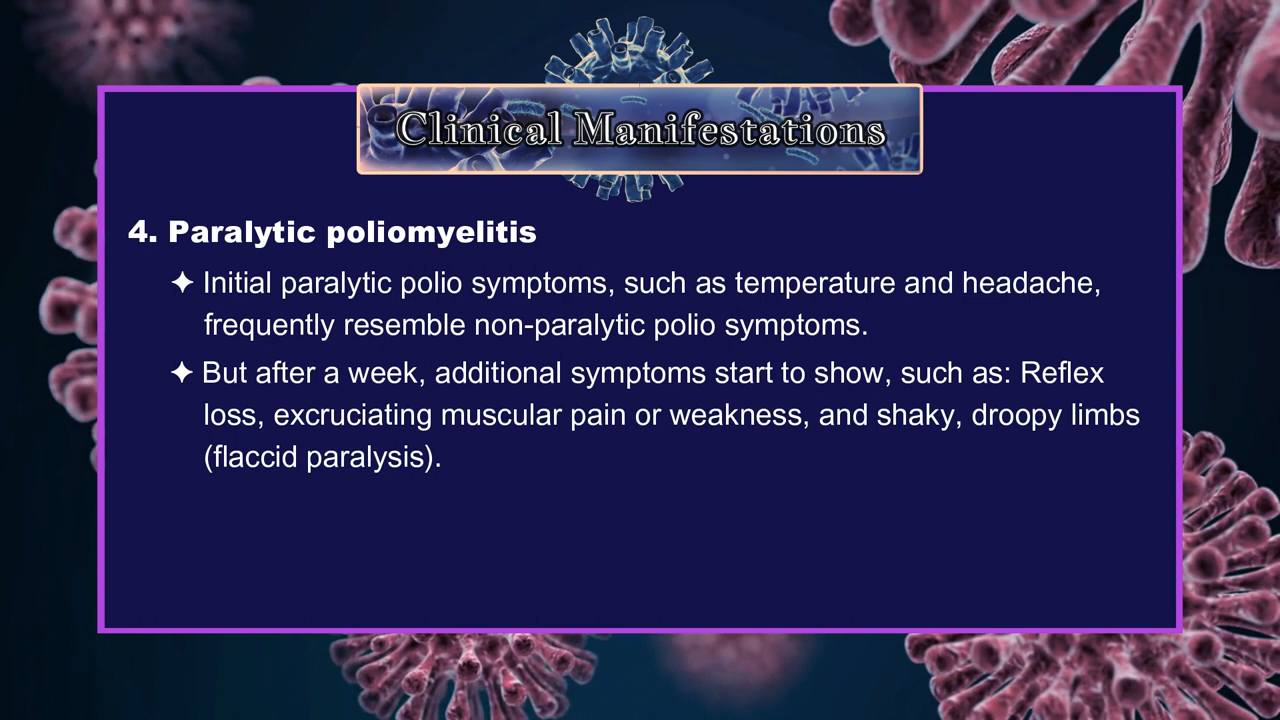 Clinical Manifestations
4. Paralytic poliomyelitis
✦ Initial paralytic polio symptoms, such as temperature and headache,
frequently resemble non-paralytic polio symptoms.
✦ But after a week, additional symptoms start to show, such as: Reflex
loss, excruciating muscular pain or weakness, and shaky, droopy limbs
(flaccid paralysis).